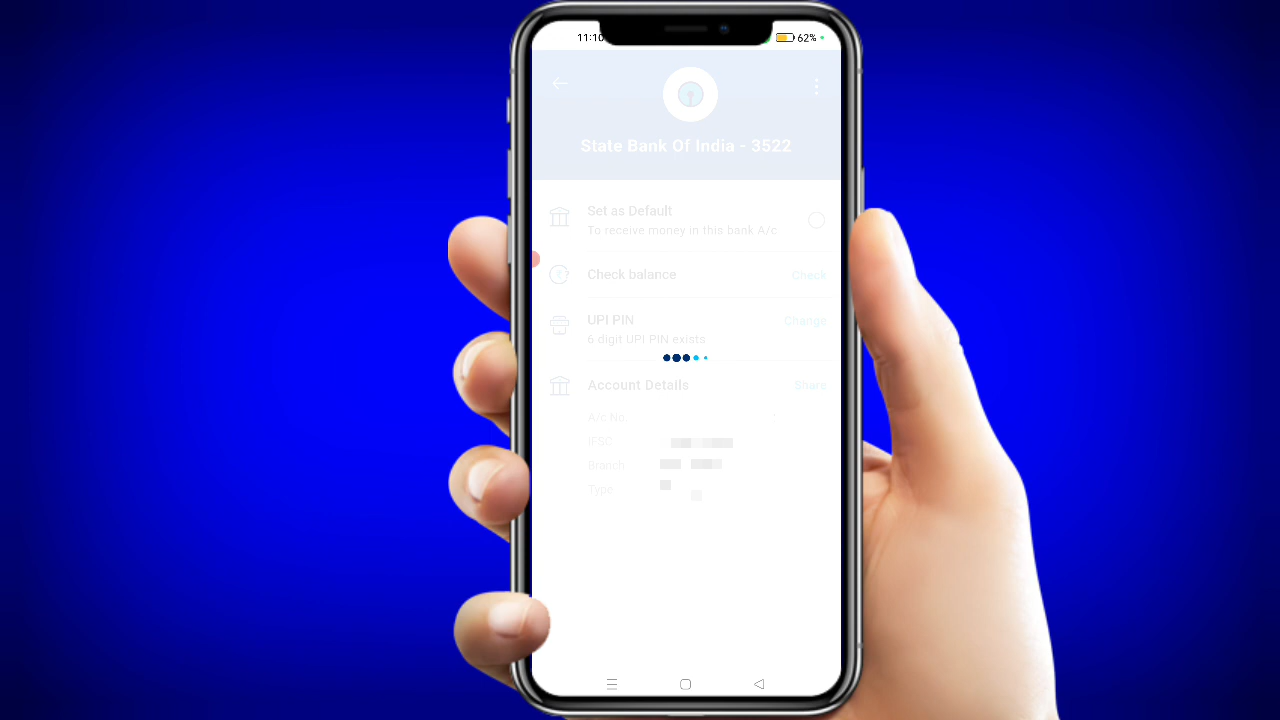 11:10
62%
State Bank Of India - 3522
Set as Default
To receive money in this bank A/c.
Check balance
Check
UPI PIN
Change
6 digit UPI PIN exists
Account Details
Share
A/c No
IFSC
Branch
Type